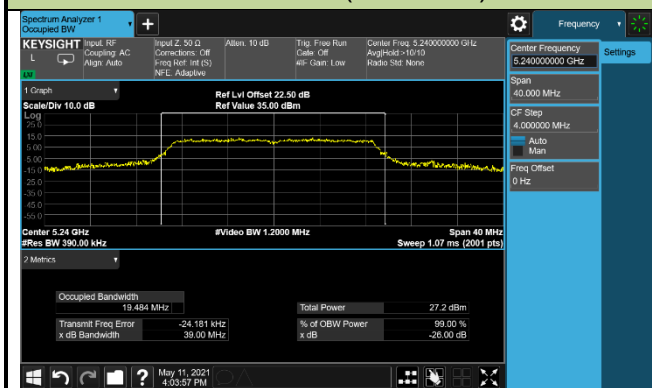 Spectrum Analyzer 1
Occupied BW
Frequency
Settings
KEYSIGHT
L
LW
Input: RF
Coupling: AC
Align: Auto
Input Z: 50 Ω
Corrections: Off
Freq Ref: Int (S)
NFE: Adaptive
Atten: 10 dB
Trig: Free Run
Gate: Off
#IF Gain: Low
Center Freq: 5.240000000 GHz
Avg|Hold:>10/10
Radio Std: None
Center Frequency
5.240000000 GHz
Span
40.000 MHz
CF Step
4.000000 MHz
Auto
Man
Freq Offset
0 Hz
1 Graph
Scale/Div 10.0 dB
Ref Lvl Offset 22.50 dB
Ref Value 35.00 dBm
Log
25.0
15.0
5.00
-5.00
-15.0
-25.0
-35.0
-45.0
-55.0
Center 5.24 GHz
#Video BW 1.2000 MHz
Span 40 MHz
#Res BW 390.00 kHz
Sweep 1.07 ms (2001 pts)
2 Metrics
Occupied Bandwidth
19.484 MHz
Total Power 27.2 dBm
Transmit Freq Error -24.181 kHz
% of OBW Power 99.00 %
x dB Bandwidth 39.00 MHz
x dB -26.00 dB
May 11, 2021
4:03:57 PM